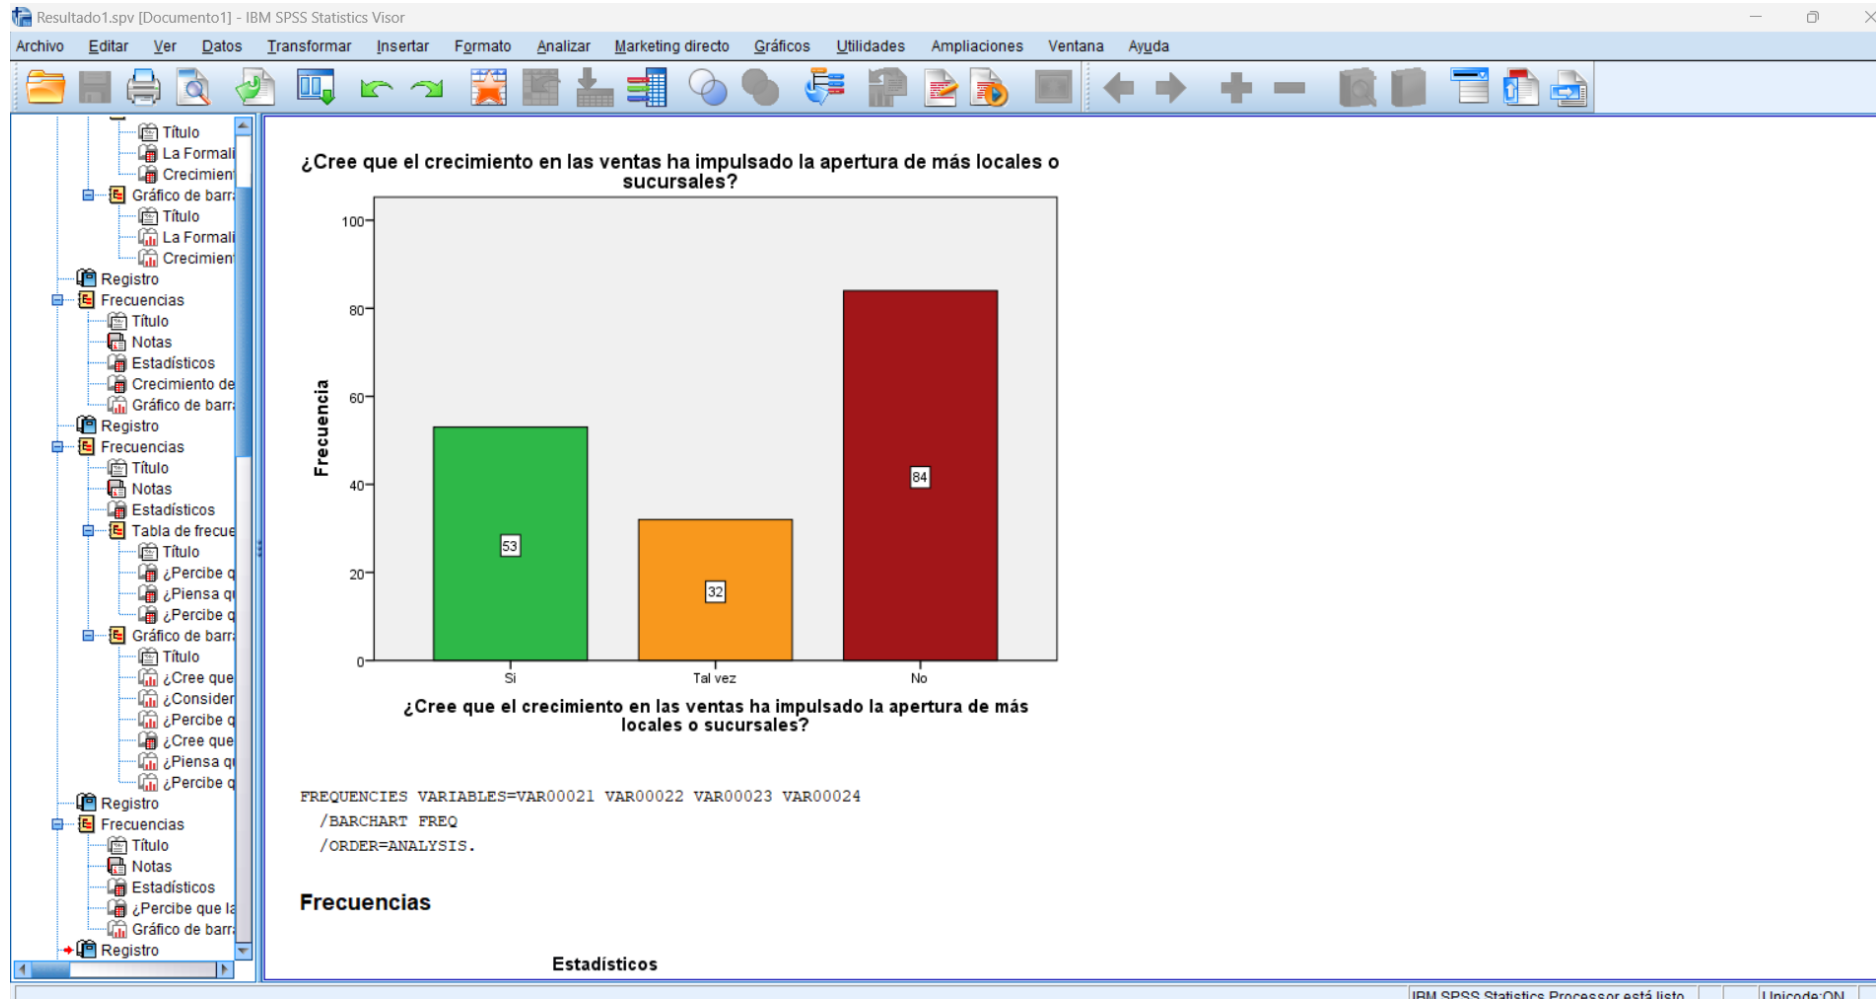 Resultado1.spv [Documento1] - IBM SPSS Statistics Visor
Archivo Editar Ver Datos Transformar Insertar Formato Analizar Marketing directo Gráficos Utilidades Ampliaciones Ventana Ayuda
Título
La Formali
Crecimien
Gráfico de barr
Título
La Formali
Crecimien
Registro
Frecuencias
Título
Notas
Estadísticos
Crecimiento de
Gráfico de barr
Registro
Frecuencias
Título
Notas
Estadísticos
Tabla de frecue
Título
¿Percibe q
¿Piensa q
¿Percibe q
Gráfico de barr
Título
¿Cree que
¿Consider
¿Percibe q
¿Cree que
¿Piensa q
¿Percibe q
Registro
Frecuencias
Título
Notas
Estadísticos
¿Percibe que la
Gráfico de barr
Registro
¿Cree que el crecimiento en las ventas ha impulsado la apertura de más locales o
sucursales?
Frecuencia
100
80
60
40
20
0
53
32
84
Si Tal vez No
¿Cree que el crecimiento en las ventas ha impulsado la apertura de más
locales o sucursales?
FREQUENCIES VARIABLES=VAR00021 VAR00022 VAR00023 VAR00024
/BARCHART FREQ
/ORDER=ANALYSIS.
Frecuencias
Estadísticos
IBM SPSS Statistics Processor está listo Unicode:ON